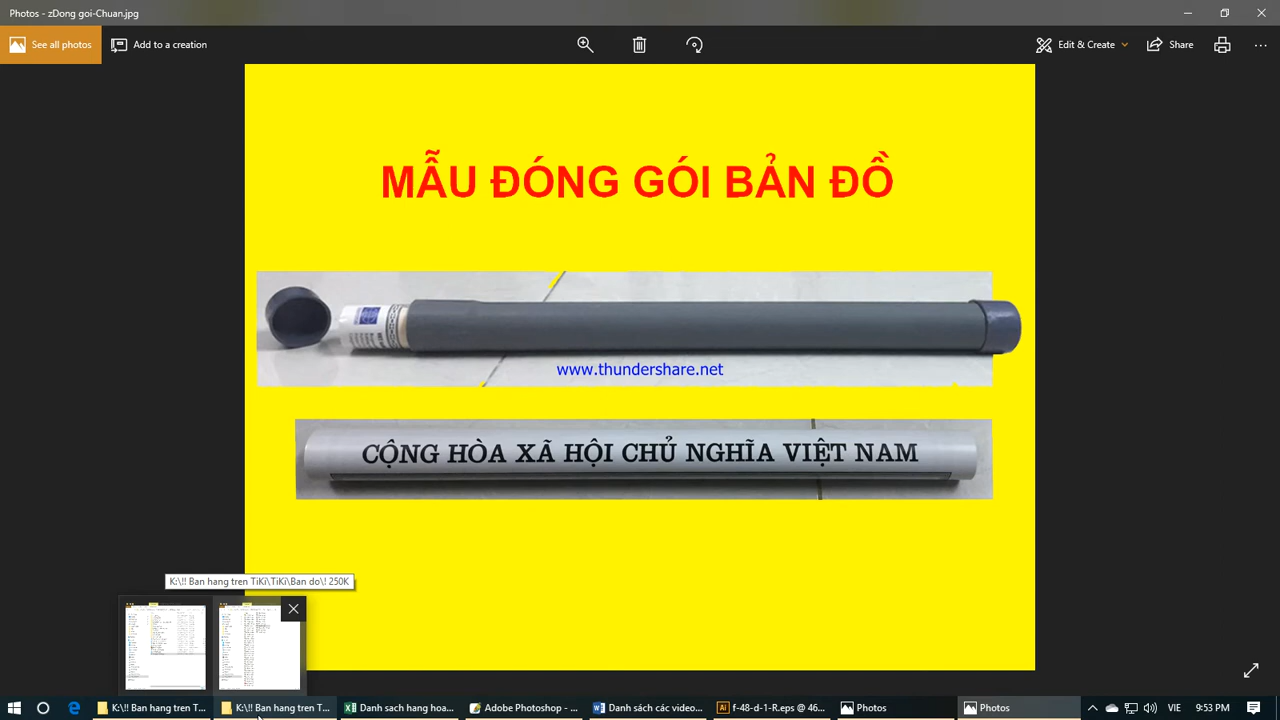 Photos - zDong goi-Chuan.jpg
See all photos
Add to a creation
Edit & Create
Share
MẪU ĐÓNG GÓI BẢN ĐỒ
www.thundershare.net
CỘNG HÒA XÃ HỘI CHỦ NGHĨA VIỆT NAM
K:\!! Ban hang tren TiKi\TiKi\Ban do\! 250K
K:\!! Ban hang tren T...
K:\!! Ban hang tren T...
Danh sach hang hoa...
Adobe Photoshop - ...
Danh sách các video...
f-48-d-1-R.eps @ 46...
Photos
Photos
VIE
9:53 PM